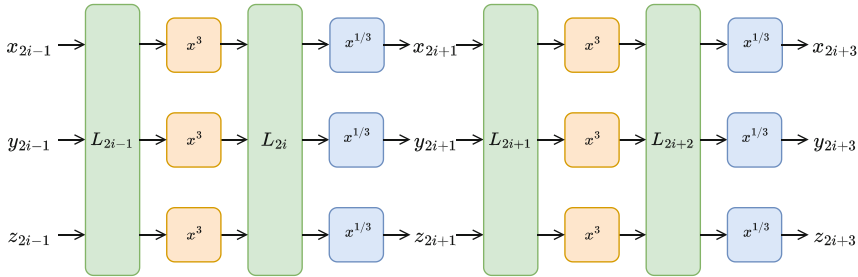 x_{2i−1} x^3 x^{1/3} x_{2i+1} x^3 x^{1/3} x_{2i+3}
y_{2i−1} L_{2i−1} x^3 L_{2i} x^{1/3} y_{2i+1} L_{2i+1} x^3 L_{2i+2} x^{1/3} y_{2i+3}
z_{2i−1} x^3 x^{1/3} z_{2i+1} x^3 x^{1/3} z_{2i+3}